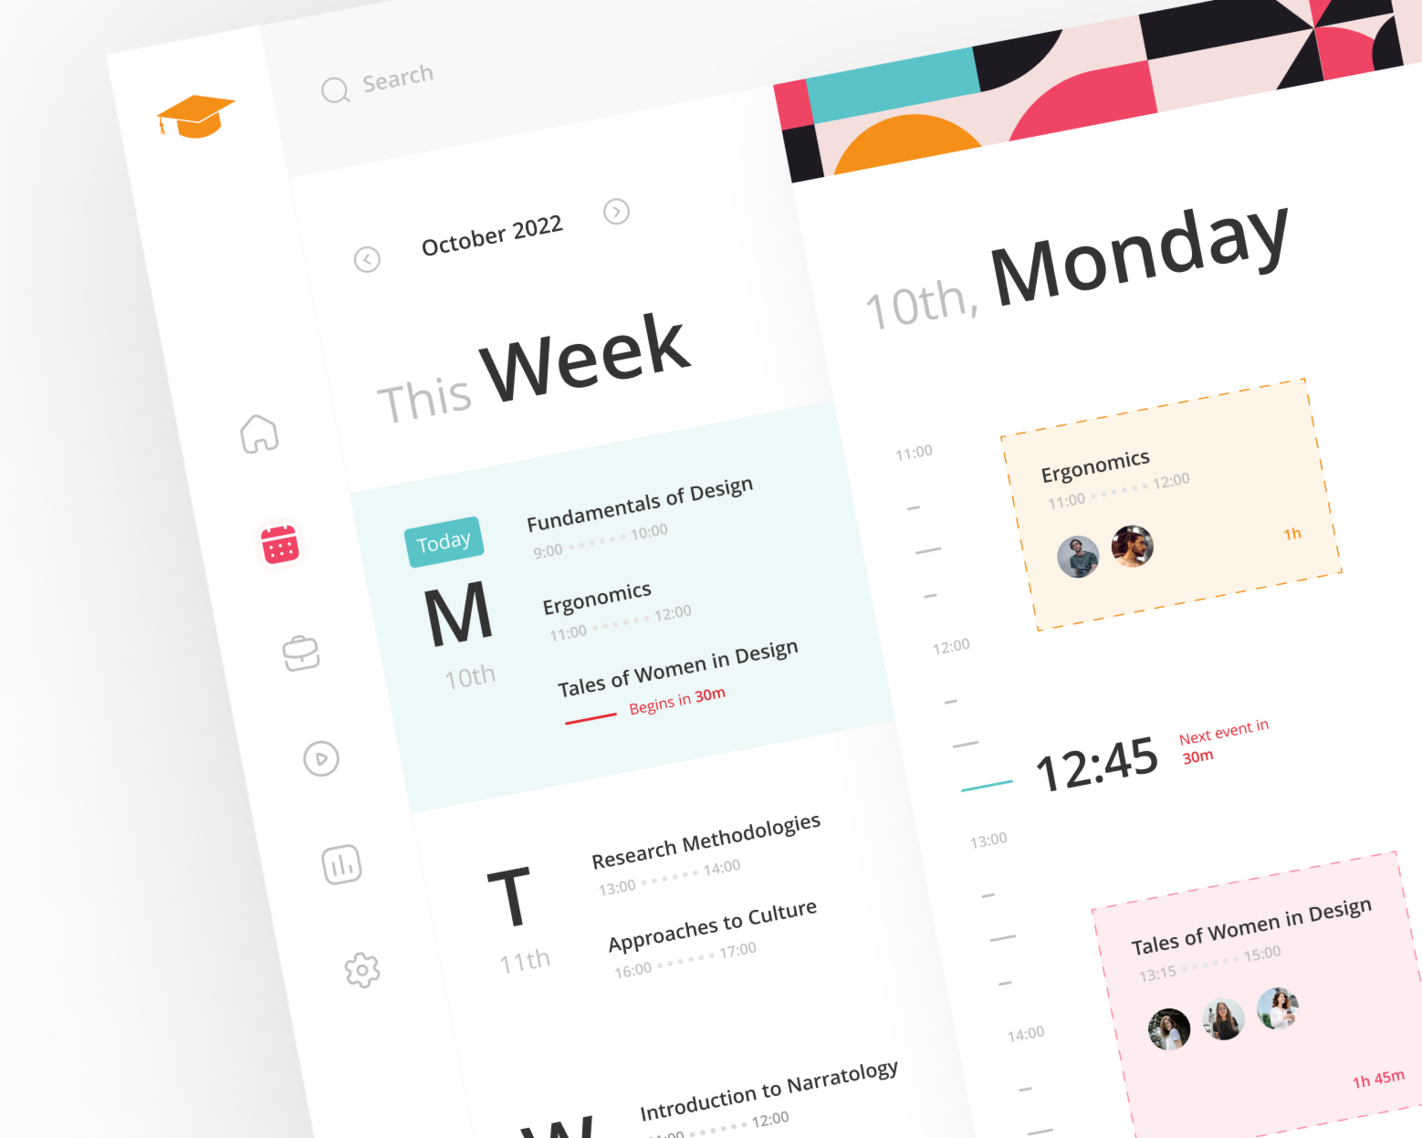 Search
October 2022
This Week
Today
M
10th
Fundamentals of Design
9:00 10:00
Ergonomics
11:00 12:00
Tales of Women in Design
Begins in 30m
T
11th
Research Methodologies
13:00 14:00
Approaches to Culture
16:00 17:00
W
Introduction to Narratology
12:00
10th, Monday
11:00
Ergonomics
11:00 12:00
1h
12:00
12:45
Next event in
30m
13:00
Tales of Women in Design
13:15 15:00
1h 45m
14:00